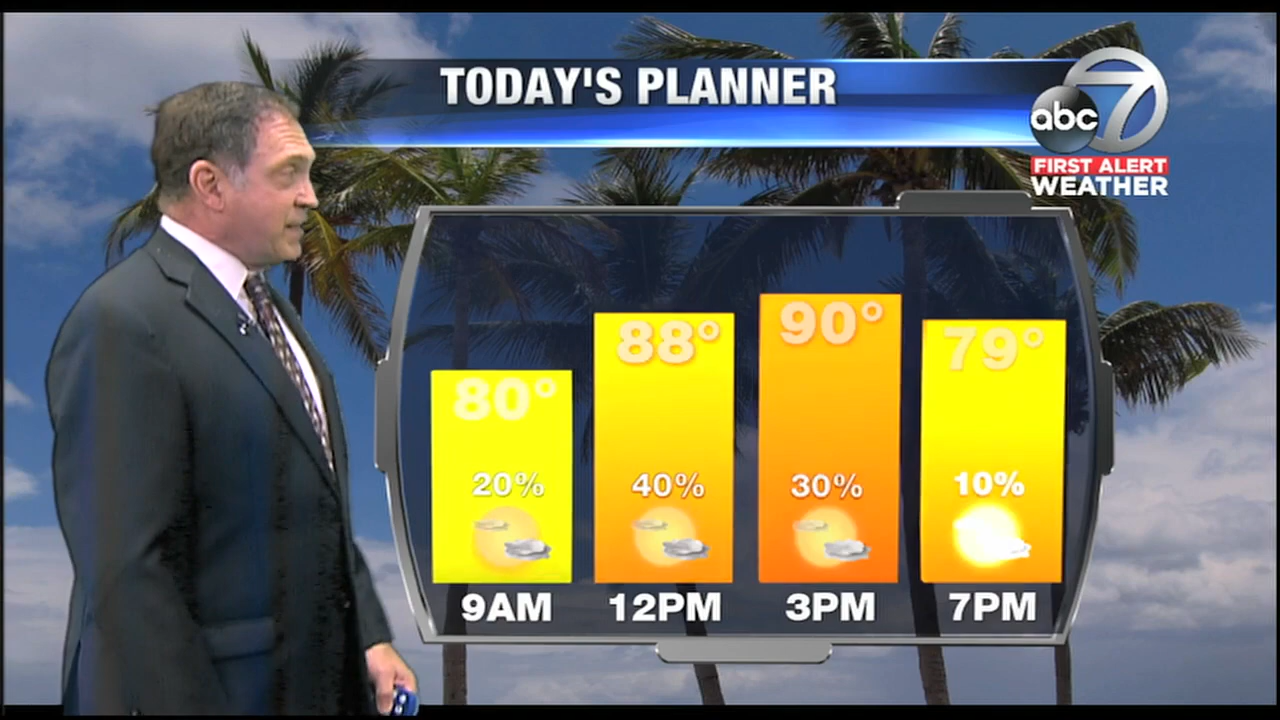 TODAY'S PLANNER
abc 7
FIRST ALERT
WEATHER
80° 88° 90° 79°
20% 40% 30% 10%
9AM 12PM 3PM 7PM